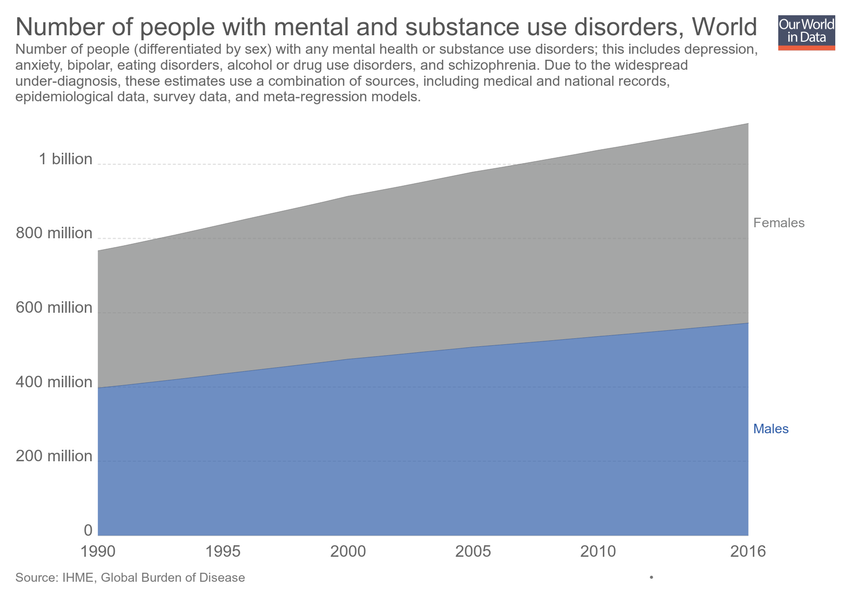 Number of people with mental and substance use disorders, World
Our World
in Data
Number of people (differentiated by sex) with any mental health or substance use disorders; this includes depression,
anxiety, bipolar, eating disorders, alcohol or drug use disorders, and schizophrenia. Due to the widespread
under-diagnosis, these estimates use a combination of sources, including medical and national records,
epidemiological data, survey data, and meta-regression models.
1 billion
800 million
Females
600 million
400 million
Males
200 million
0
1990 1995 2000 2005 2010 2016
Source: IHME, Global Burden of Disease